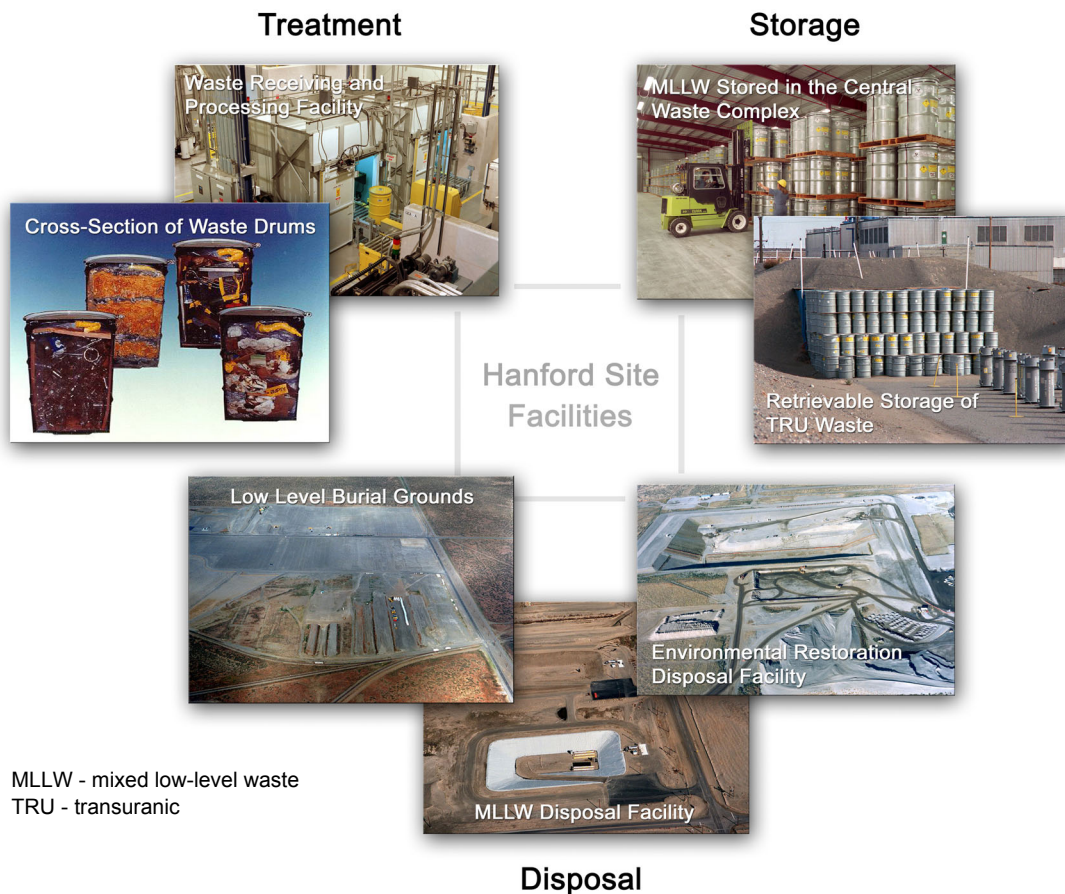 Treatment
Storage
Waste Receiving and
Processing Facility
MLLW Stored in the Central
Waste Complex
Cross-Section of Waste Drums
Retrievable Storage of
TRU Waste
Hanford Site
Facilities
Low Level Burial Grounds
Environmental Restoration
Disposal Facility
MLLW Disposal Facility
MLLW - mixed low-level waste
TRU - transuranic
Disposal